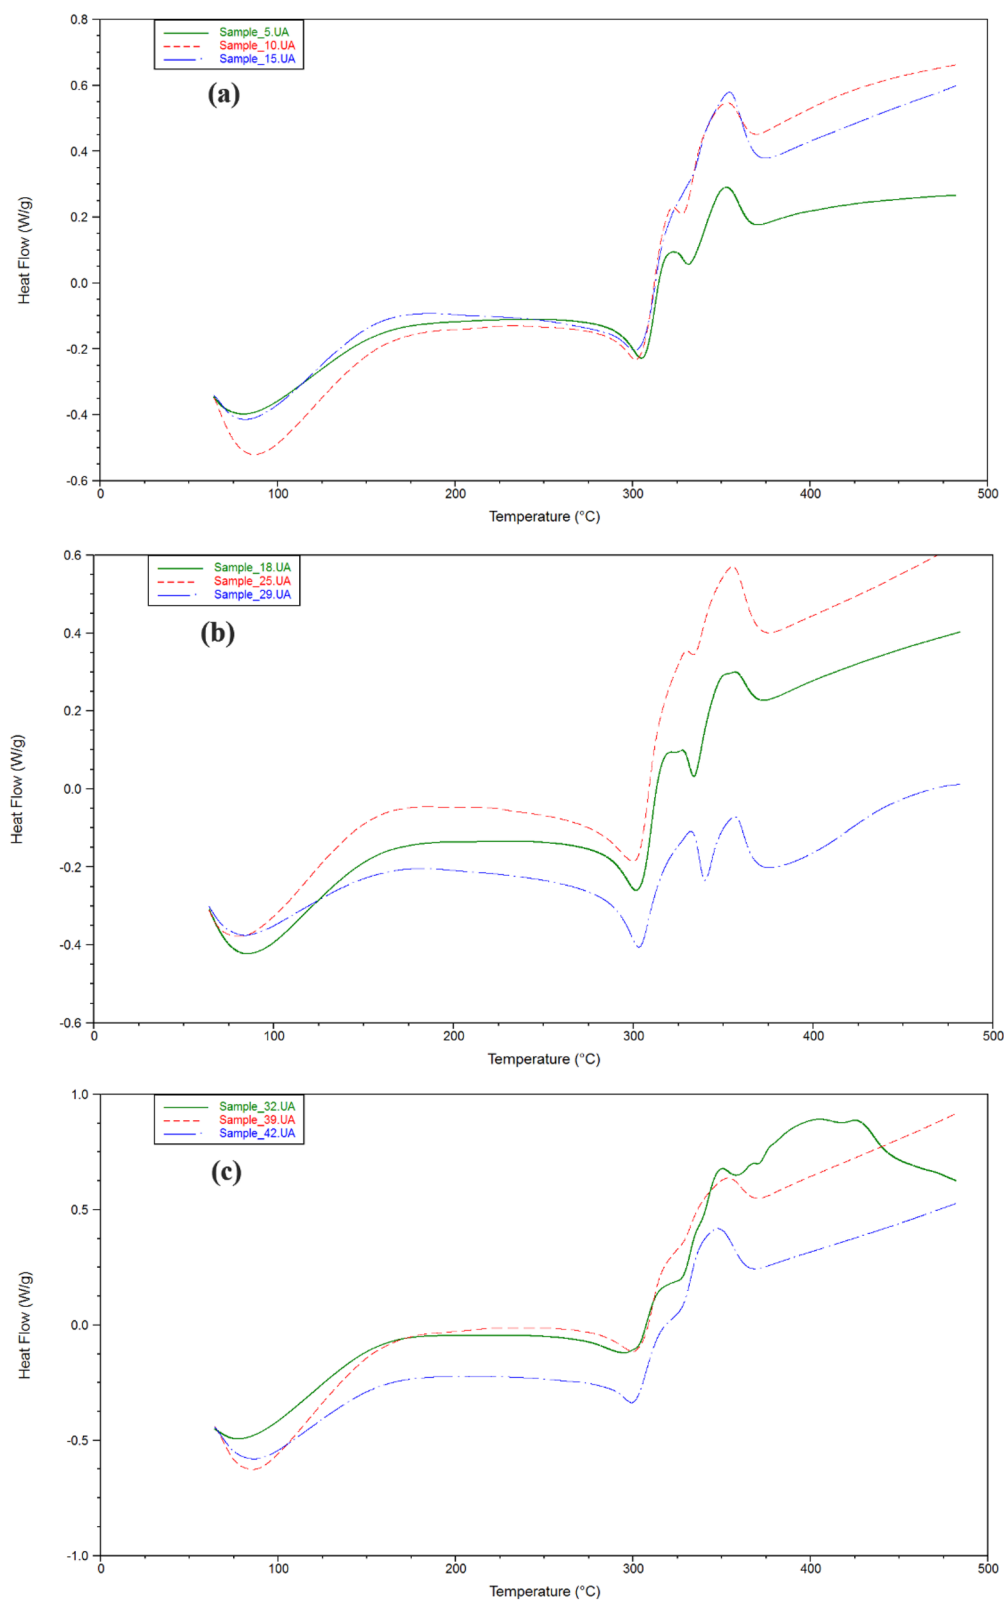 0.8
Sample_5.UA
Sample_10.UA
Sample_15.UA
(a)
0.6
0.4
0.2
0.0
-0.2
-0.4
-0.6
Heat Flow (W/g)
0
100
200
300
400
500
Temperature (°C)
0.6
Sample_18.UA
Sample_25.UA
Sample_29.UA
(b)
0.4
0.2
0.0
-0.2
-0.4
-0.6
Heat Flow (W/g)
0
100
200
300
400
500
Temperature (°C)
1.0
Sample_32.UA
Sample_39.UA
Sample_42.UA
(c)
0.5
0.0
-0.5
-1.0
Heat Flow (W/g)
0
100
200
300
400
500
Temperature (°C)